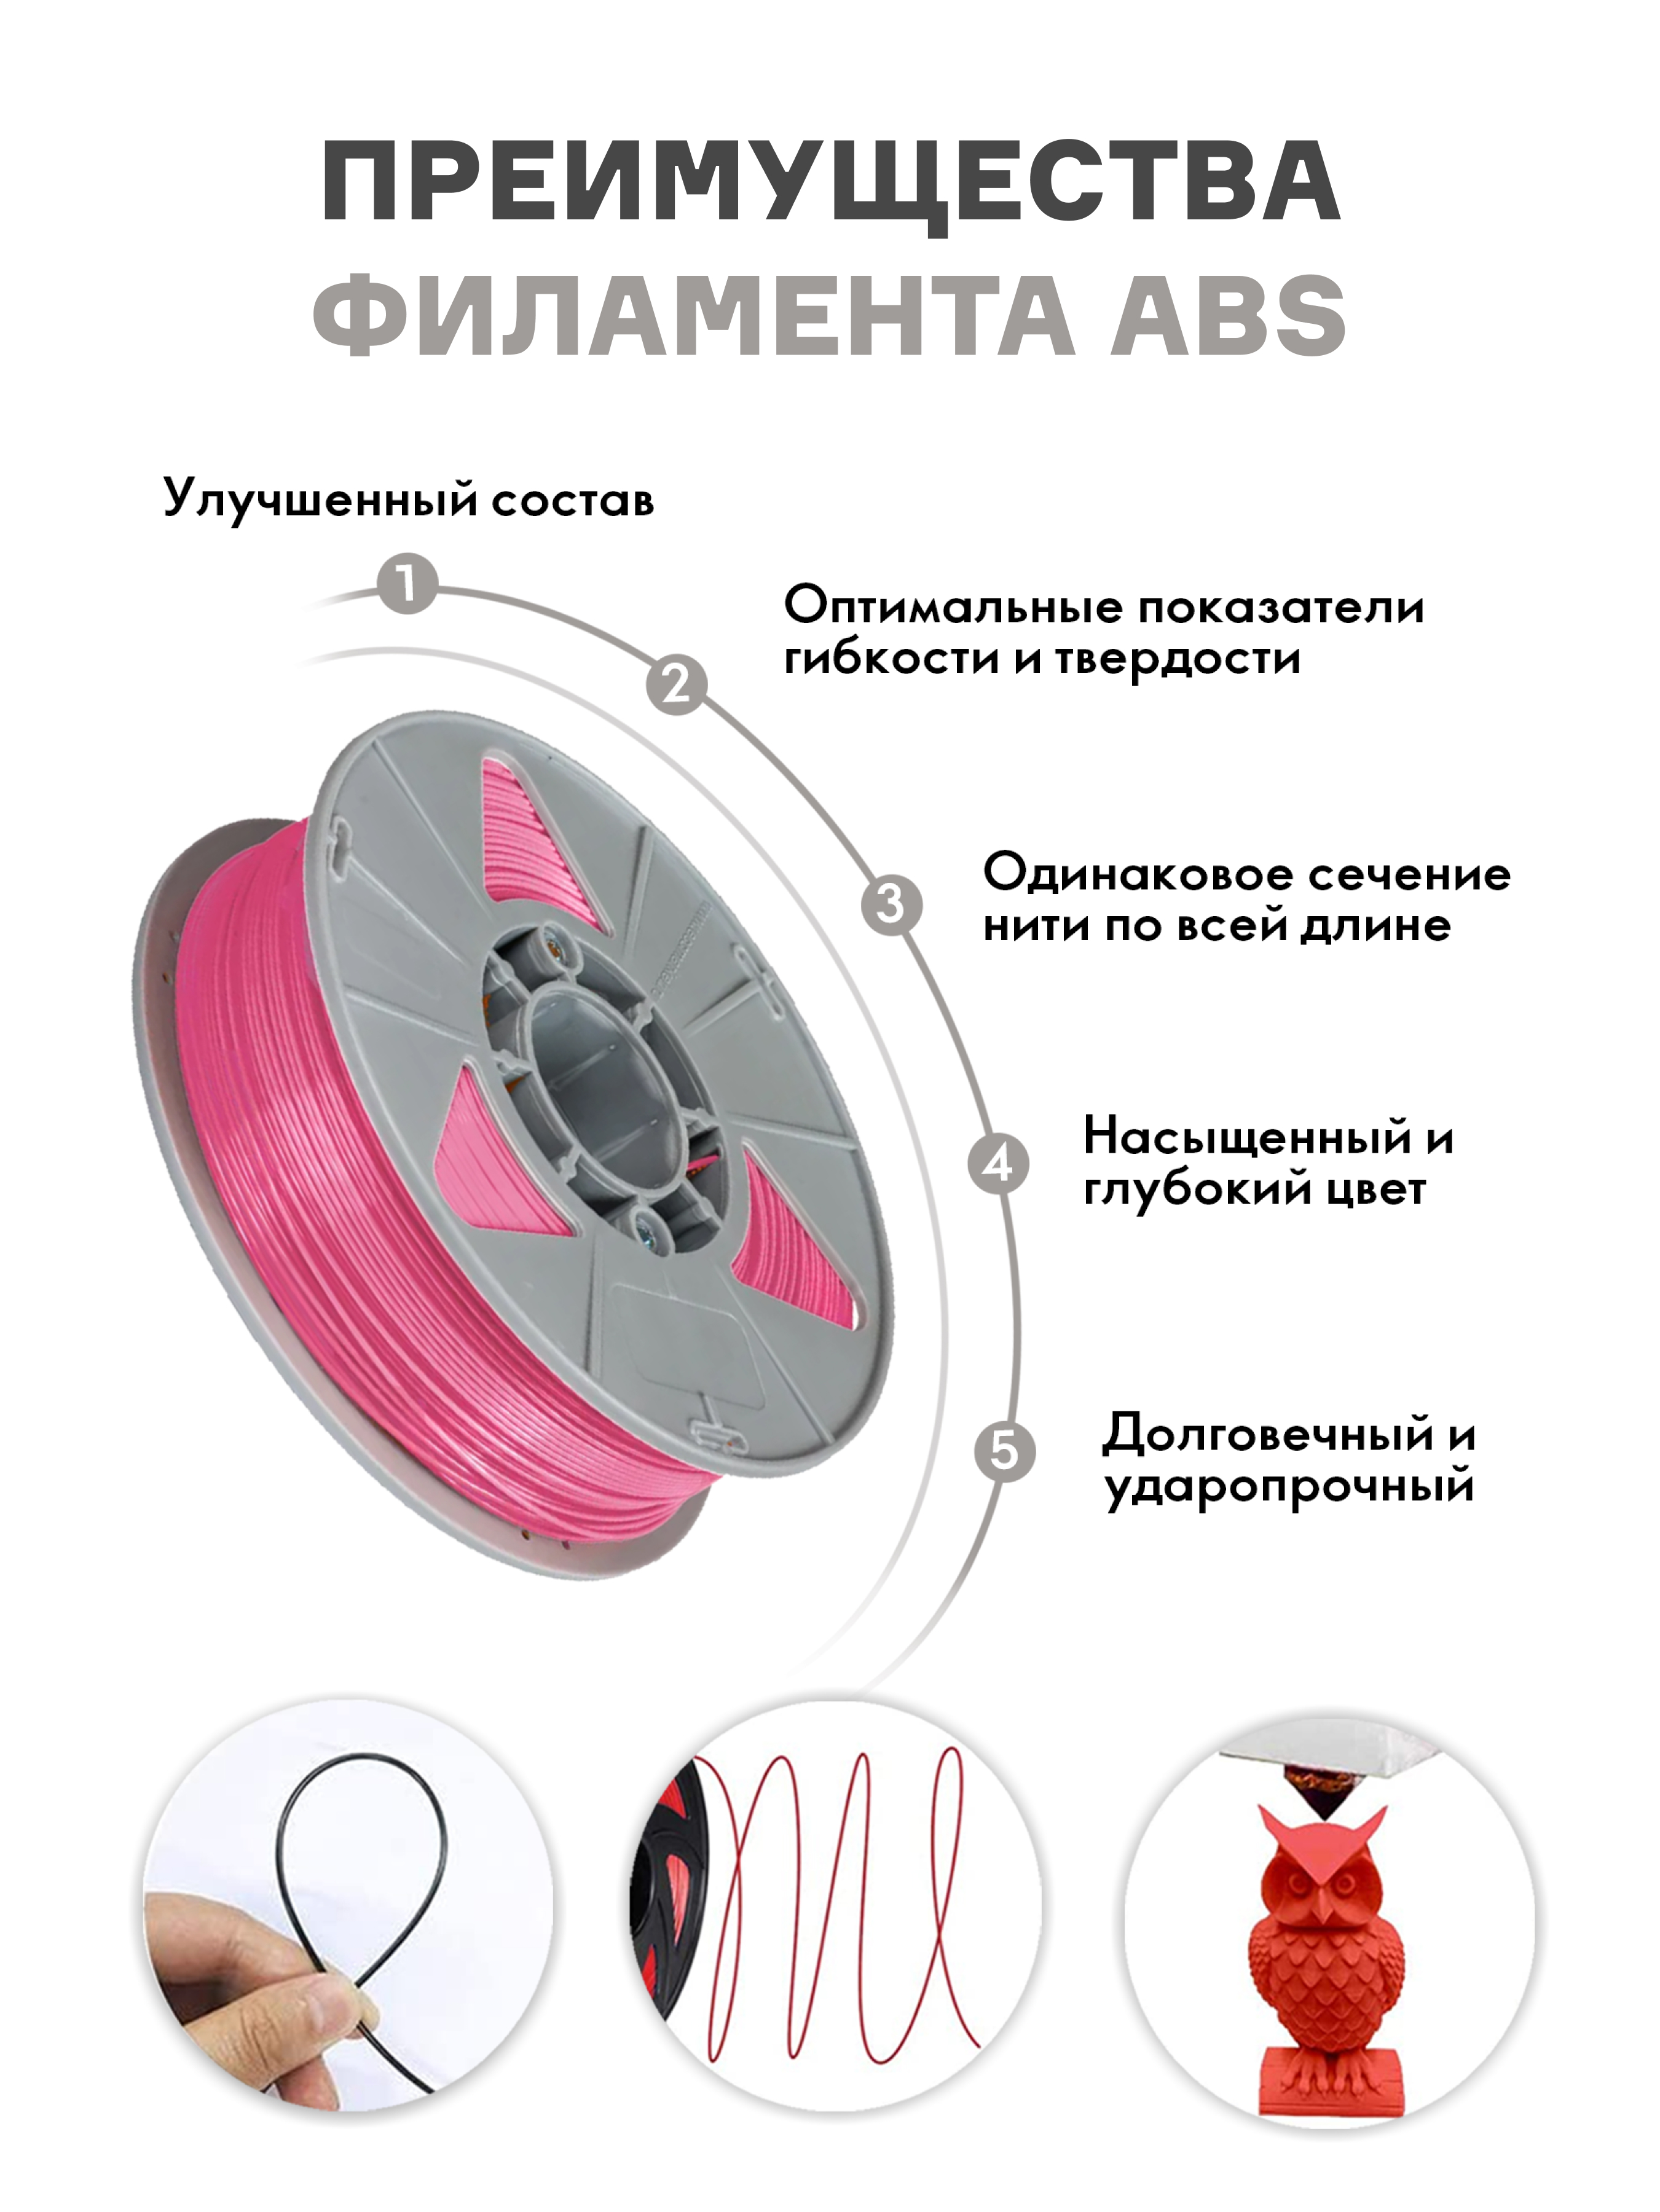 ПРЕИМУЩЕСТВА
ФИЛАМЕНТА ABS
Улучшенный состав
1
2
Оптимальные показатели
гибкости и твердости
3
Одинаковое сечение
нити по всей длине
4
Насыщенный и
глубокий цвет
5
Долговечный и
ударопрочный